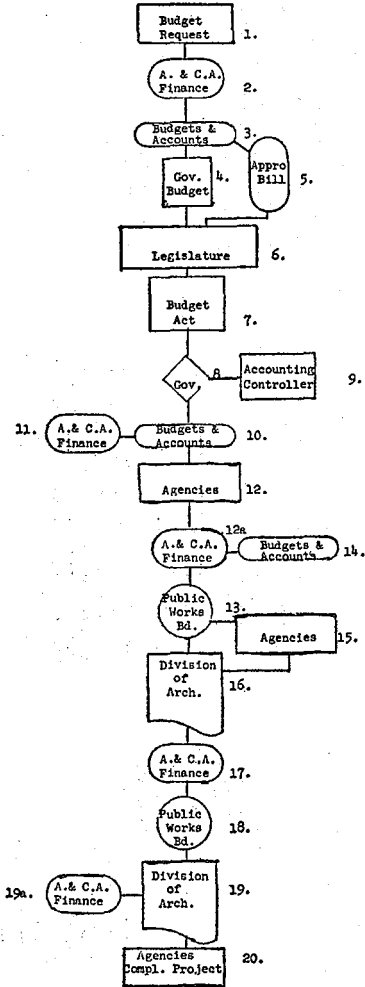 Budget
Request
1.
A. & C.A.
Finance
2.
Budgets &
Accounts
3.
Gov.
Budget
4.
Appro
Bill
5.
Legislature
6.
Budget
Act
7.
8
Gov.
Accounting
Controller
9.
Budgets &
Accounts
10.
11.
A.& C.A.
Finance
Agencies
12.
12a
A.& C.A.
Finance
Budgets &
Accounts
14.
Public
Works
Bd.
13.
Agencies
15.
Division
of
Arch.
16.
A.& C.A.
Finance
17.
Public
Works
Bd.
18.
Division
of
Arch.
19.
19a.
A.& C.A.
Finance
Agencies
Compl. Project
20.